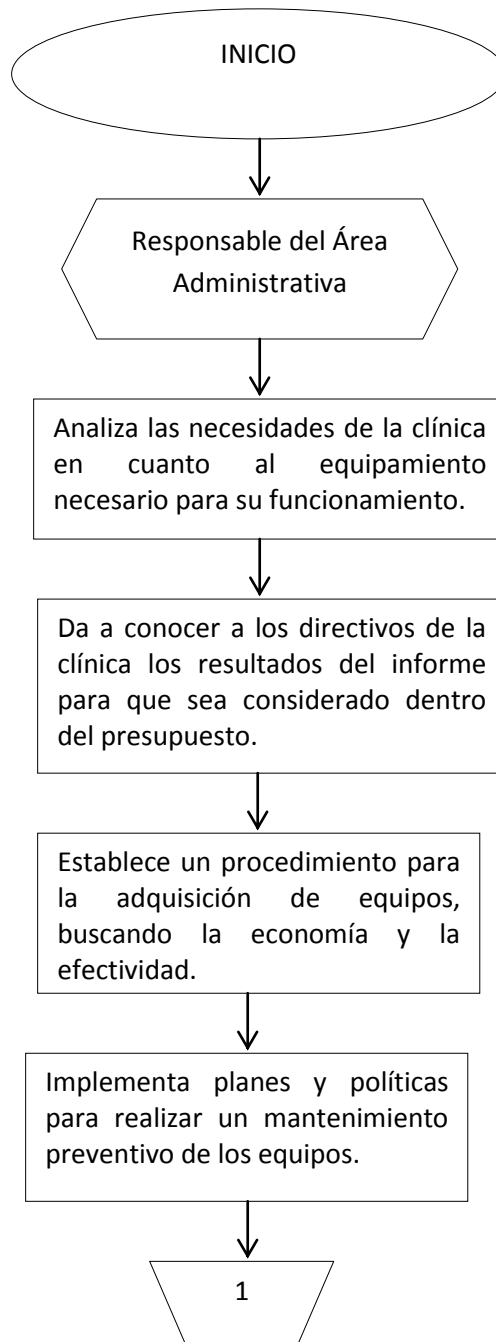 INICIO
Responsable del Área
Administrativa
Analiza las necesidades de la clínica
en cuanto al equipamiento
necesario para su funcionamiento.
Da a conocer a los directivos de la
clínica los resultados del informe
para que sea considerado dentro
del presupuesto.
Establece un procedimiento para
la adquisición de equipos,
buscando la economía y la
efectividad.
Implementa planes y políticas
para realizar un mantenimiento
preventivo de los equipos.
1